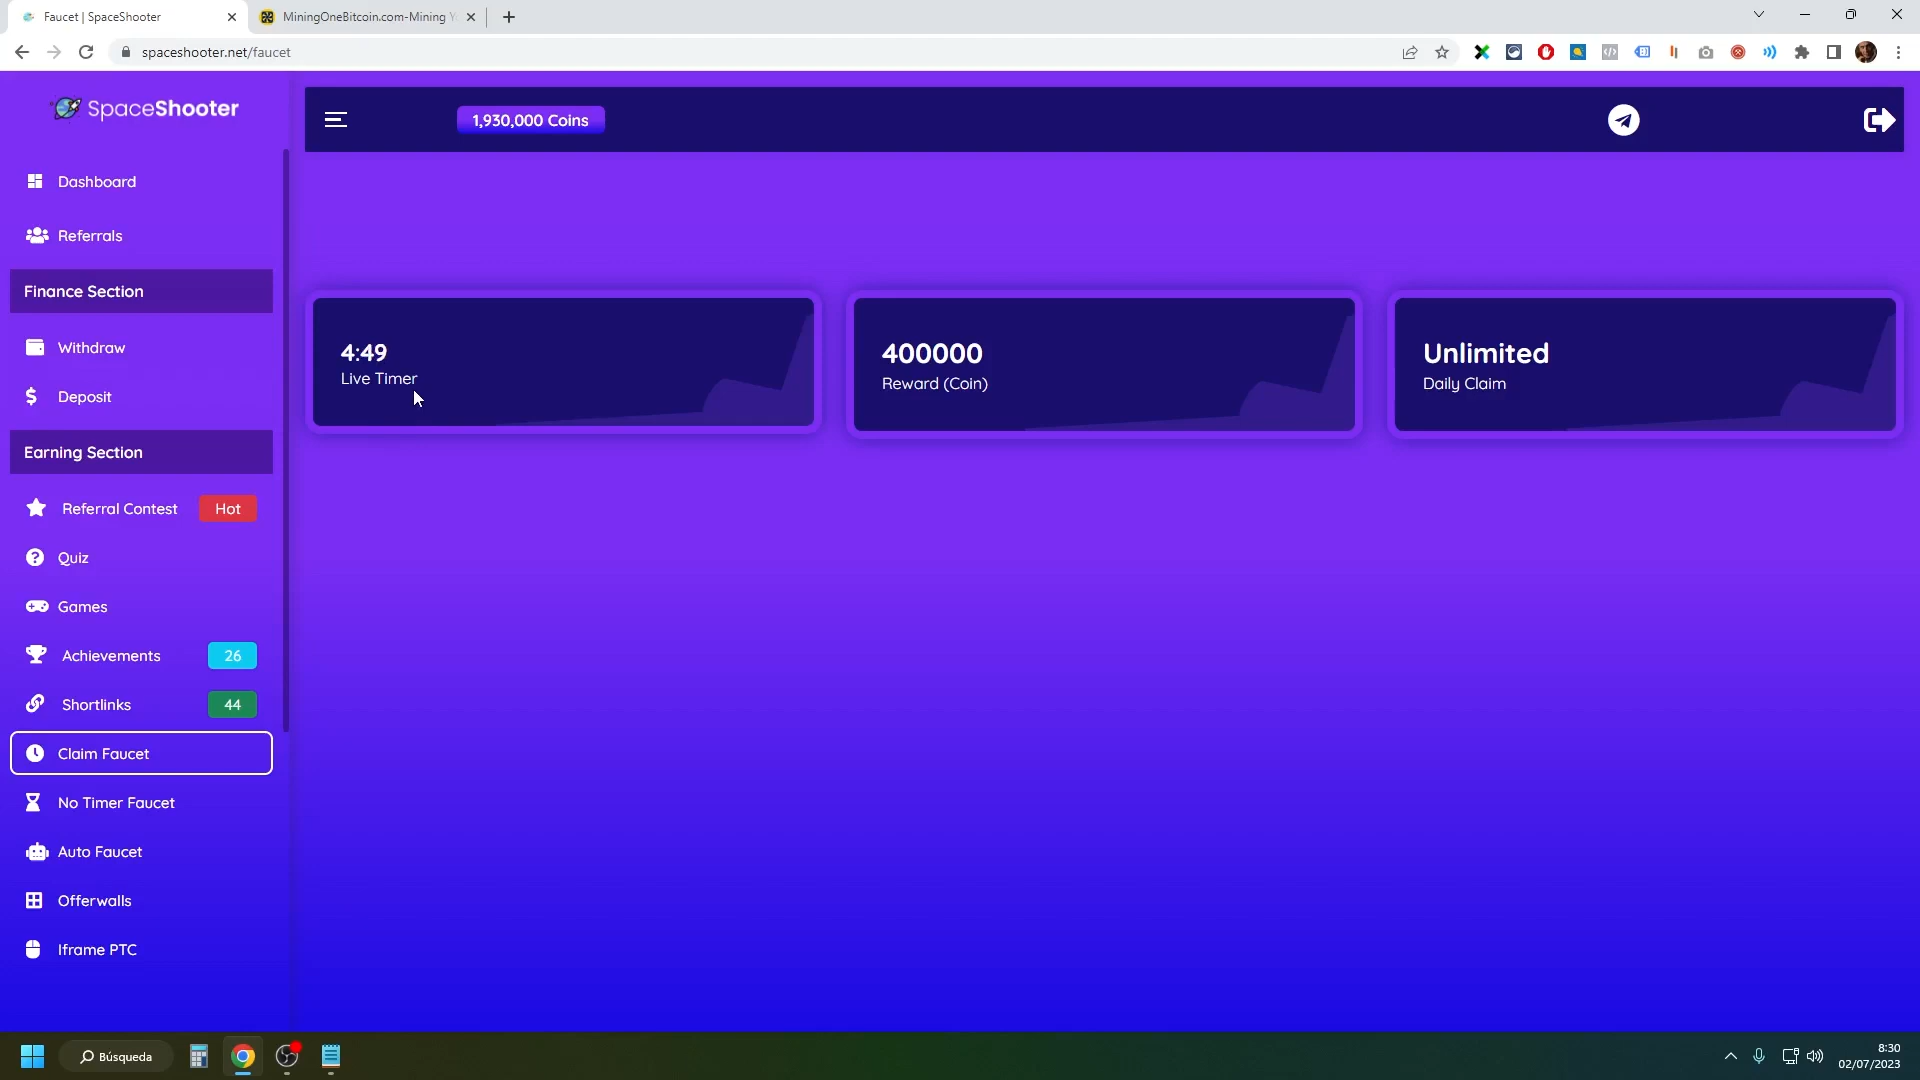 Faucet | SpaceShooter
MiningOneBitcoin.com-Mining Y
spaceshooter.net/faucet
SpaceShooter
1,930,000 Coins
Dashboard
Referrals
Finance Section
Withdraw
Deposit
Earning Section
Referral Contest Hot
Quiz
Games
Achievements 26
Shortlinks 44
Claim Faucet
No Timer Faucet
Auto Faucet
Offerwalls
Iframe PTC
4:49
Live Timer
400000
Reward (Coin)
Unlimited
Daily Claim
Búsqueda
8:30
02/07/2023